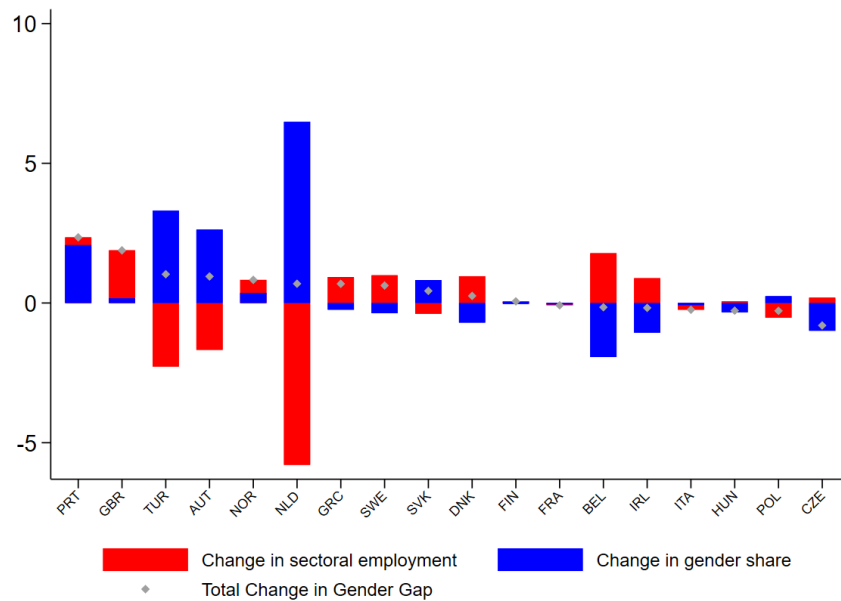 10
5
0
-5
PRT GBR TUR AUT NOR NLD GRC SWE SVK DNK FIN FRA BEL IRL ITA HUN POL CZE
Change in sectoral employment Change in gender share
Total Change in Gender Gap